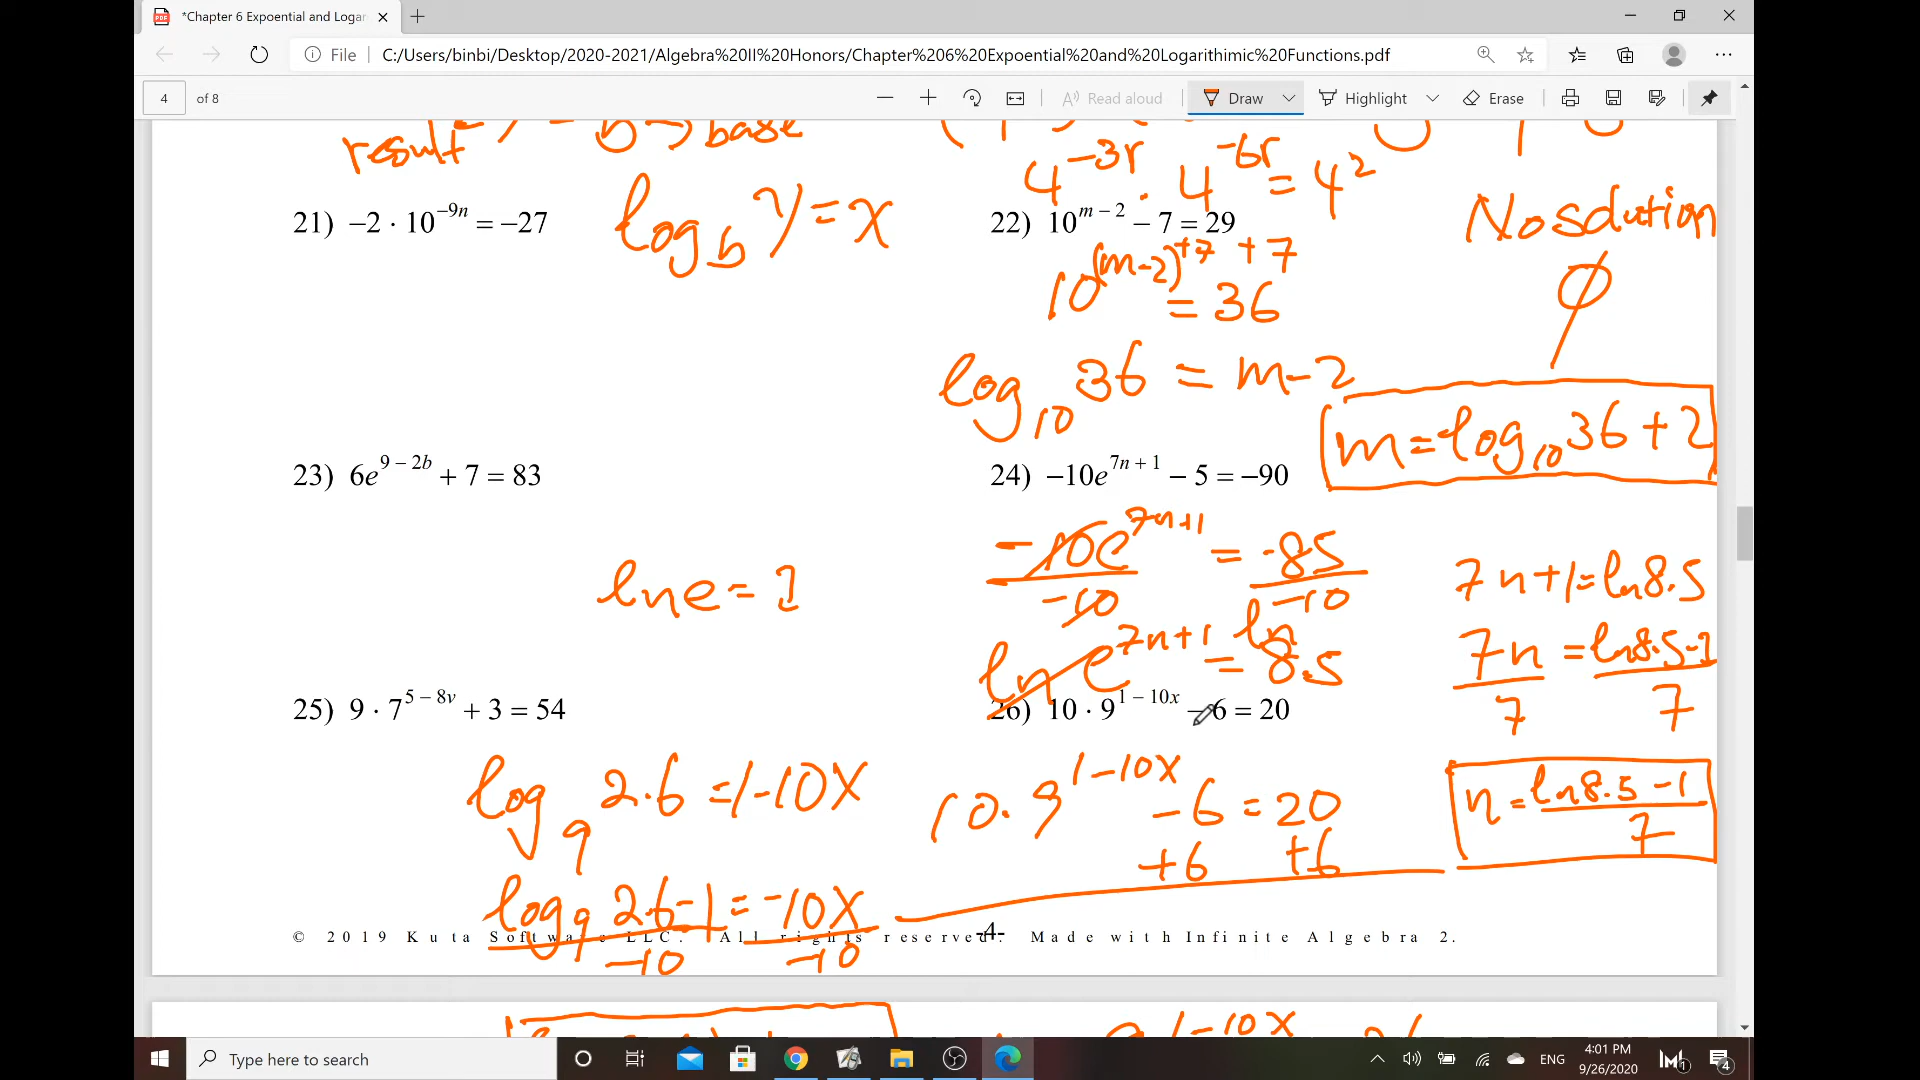 *Chapter 6 Expoential and Logar
File C:/Users/binbi/Desktop/2020-2021/Algebra%20II%20Honors/Chapter%206%20Expoential%20and%20Logarithimic%20Functions.pdf
4 of 8 Read aloud Draw Highlight Erase
result b → base
4^-3r · 4^-6r = 4^2
21) −2 · 10^−9n = −27
log_b y = x
22) 10^m − 2 − 7 = 29
+7 +7
No solution
∅
10^(m-2) = 36
log_10 36 = m-2
m = log_10 36 + 2
23) 6e^9 − 2b + 7 = 83
24) −10e^7n + 1 − 5 = −90
-10e^7n+1 = -85
-10 -10
ln e = 1
ln e^7n+1 = ln 8.5
7n+1 = ln8.5
7n = ln8.5-1
7 7
n = ln8.5-1
7
25) 9 · 7^5 − 8v + 3 = 54
26) 10 · 9^1 − 10x − 6 = 20
log_9 2.6 = 1-10x
10·9^1-10x -6 = 20
+6 +6
log_9 2.6-1 = -10x
-10 -10
© 2019 Kuta Software LLC. All rights reserved. Made with Infinite Algebra 2.
-4-
1-10x
Type here to search
ENG
4:01 PM
9/26/2020
4